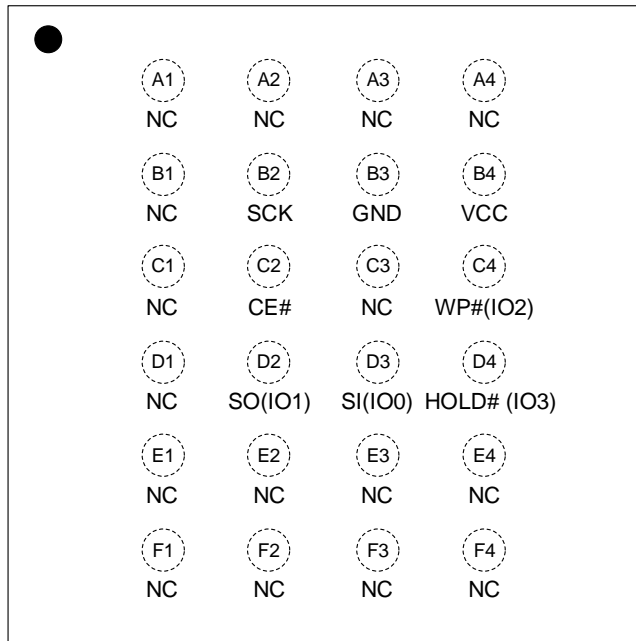 A1 A2 A3 A4
NC NC NC NC
B1 B2 B3 B4
NC SCK GND VCC
C1 C2 C3 C4
NC CE# NC WP#(IO2)
D1 D2 D3 D4
NC SO(IO1) SI(IO0) HOLD# (IO3)
E1 E2 E3 E4
NC NC NC NC
F1 F2 F3 F4
NC NC NC NC